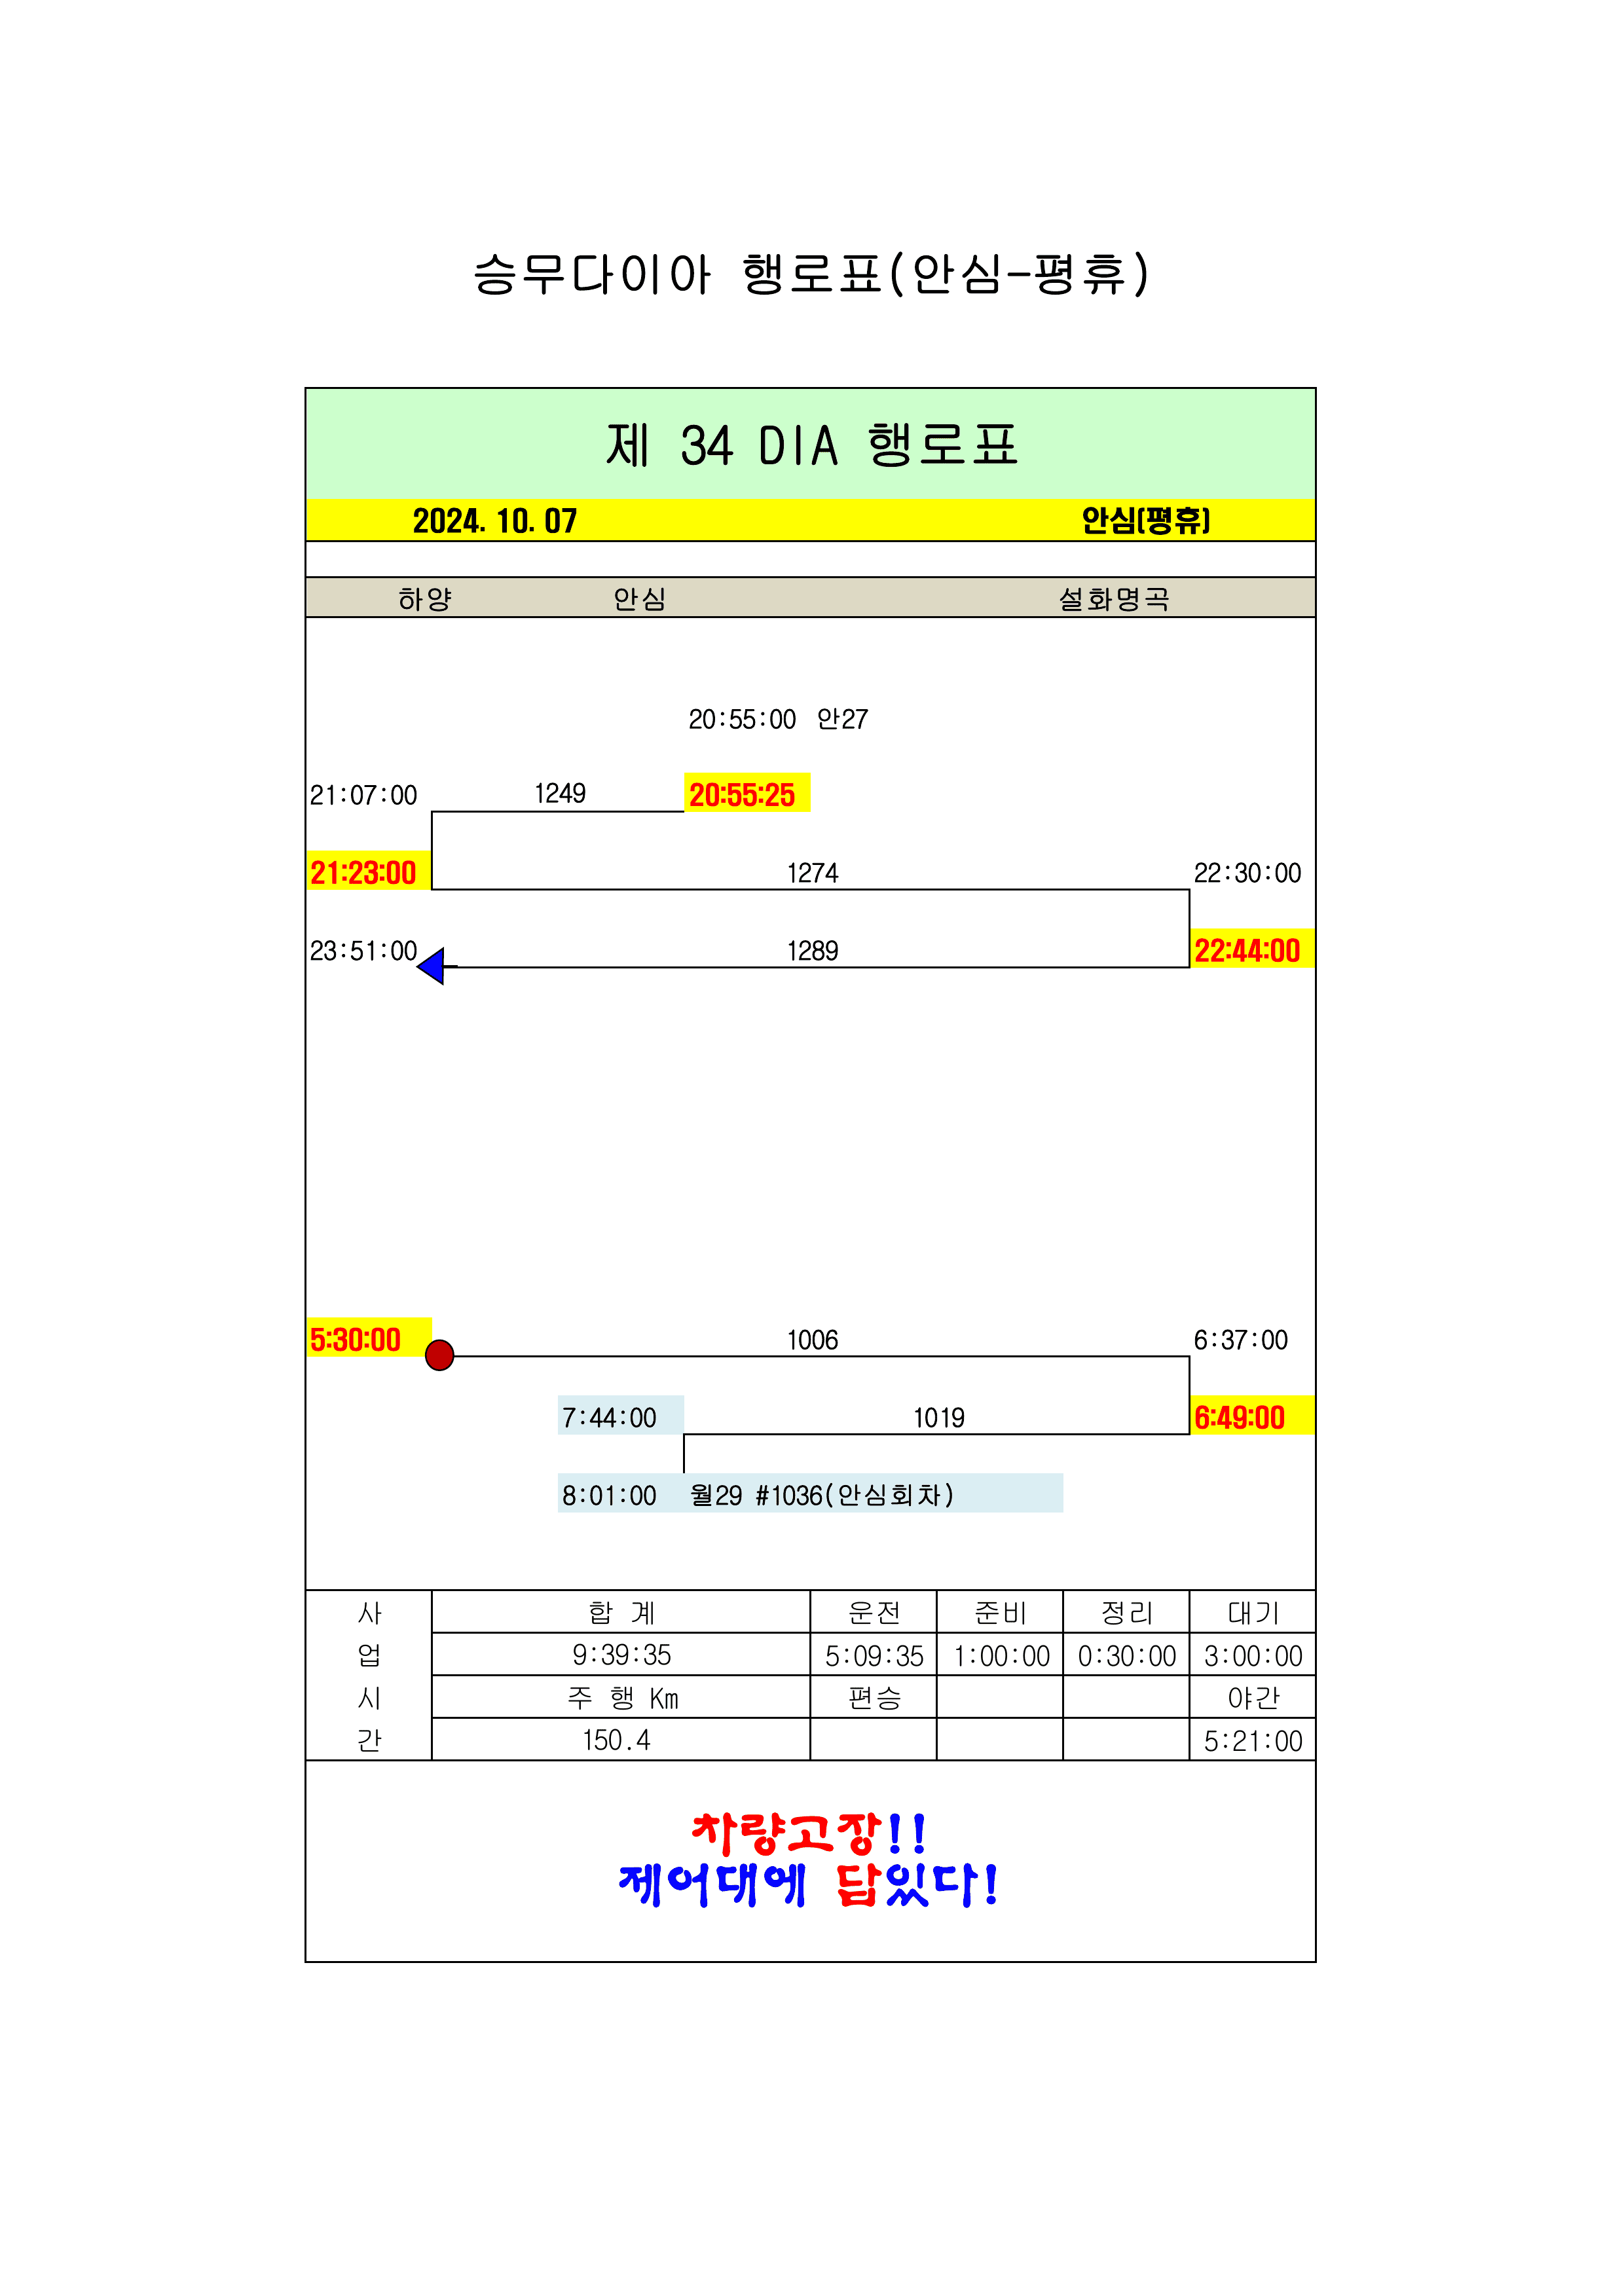 승무다이아 행로표(안심-평휴)
제 34 DIA 행로표
2024. 10. 07 안심(평휴)
하양 안심 설화명곡
20:55:00 안27
21:07:00 1249 20:55:25
21:23:00 1274 22:30:00
23:51:00 1289 22:44:00
5:30:00 1006 6:37:00
7:44:00 1019 6:49:00
8:01:00 월29 #1036(안심회차)
사 합 계 운전 준비 정리 대기
업 9:39:35 5:09:35 1:00:00 0:30:00 3:00:00
시 주 행 Km 편승 야간
간 150.4 5:21:00
차량고장!!
제어대에 답있다!